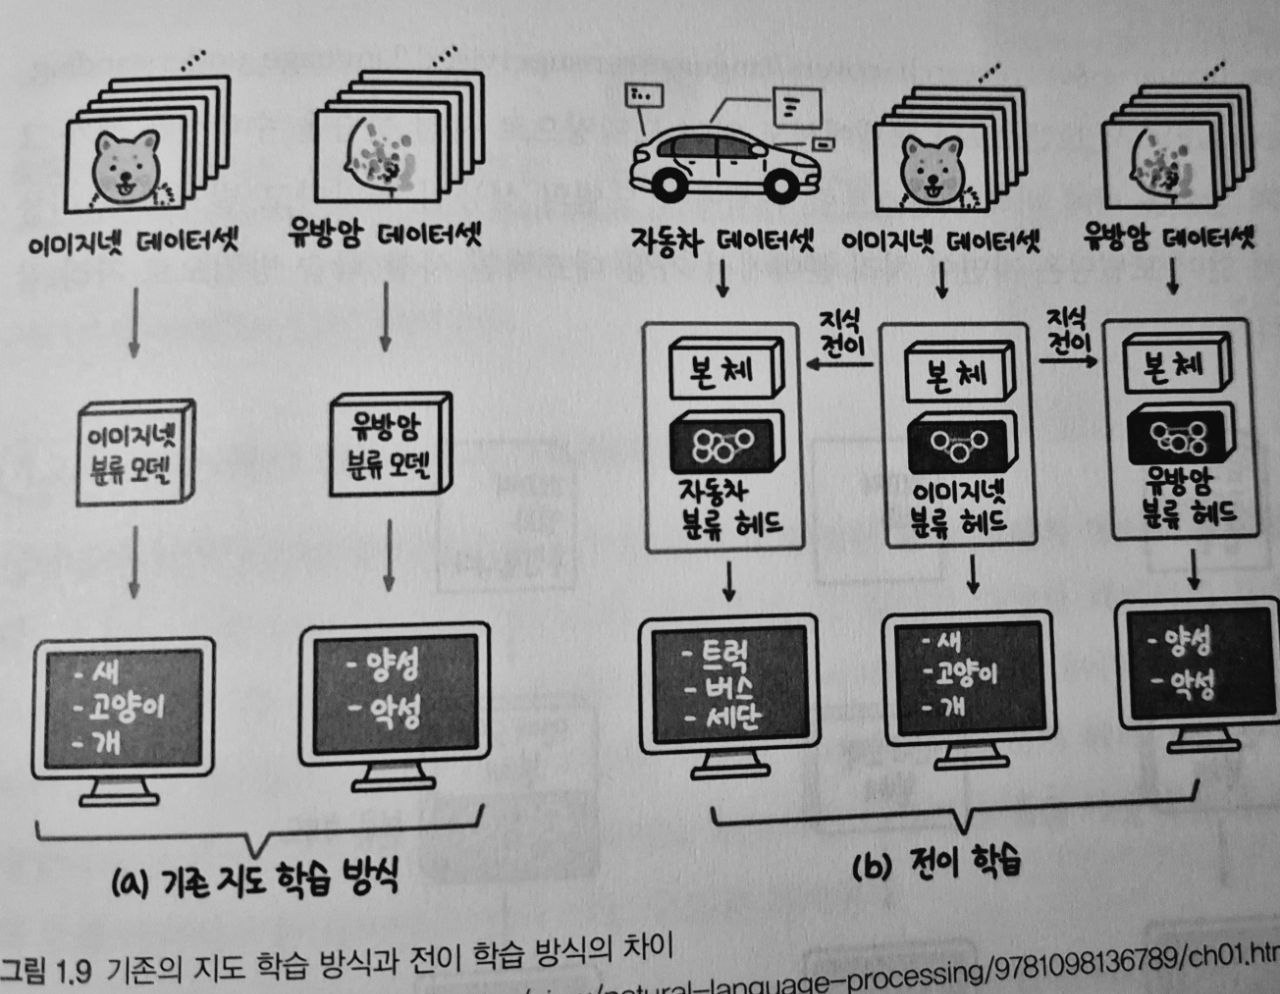 이미지넷 데이터셋
유방암 데이터셋
이미지넷
분류 모델
유방암
분류 모델
- 새
- 고양이
- 개
- 양성
- 악성
(a) 기존 지도 학습 방식
자동차 데이터셋
이미지넷 데이터셋
유방암 데이터셋
지식
전이
지식
전이
본체
자동차
분류 헤드
본체
이미지넷
분류 헤드
본체
유방암
분류 헤드
- 트럭
- 버스
- 세단
- 새
- 고양이
- 개
- 양성
- 악성
(b) 전이 학습
그림 1.9 기존의 지도 학습 방식과 전이 학습 방식의 차이
/natural-language-processing/9781098136789/ch01.htm